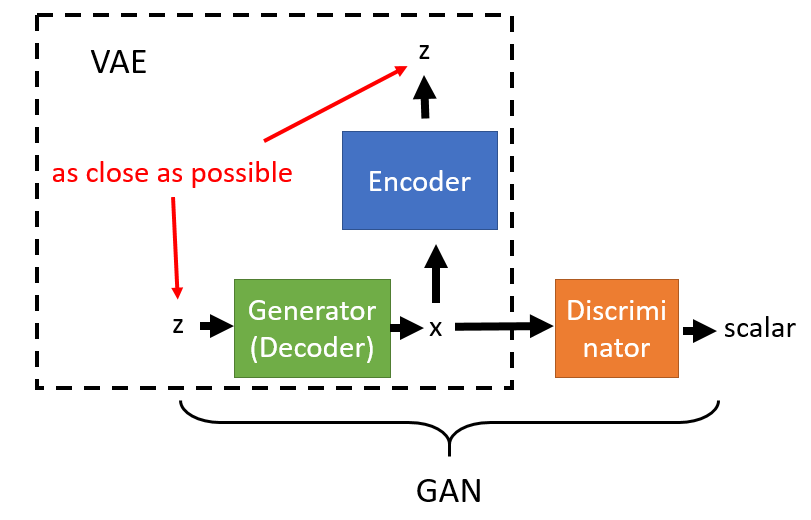 VAE
z
Encoder
as close as possible
z
Generator
(Decoder)
x
Discrimi
nator
scalar
GAN